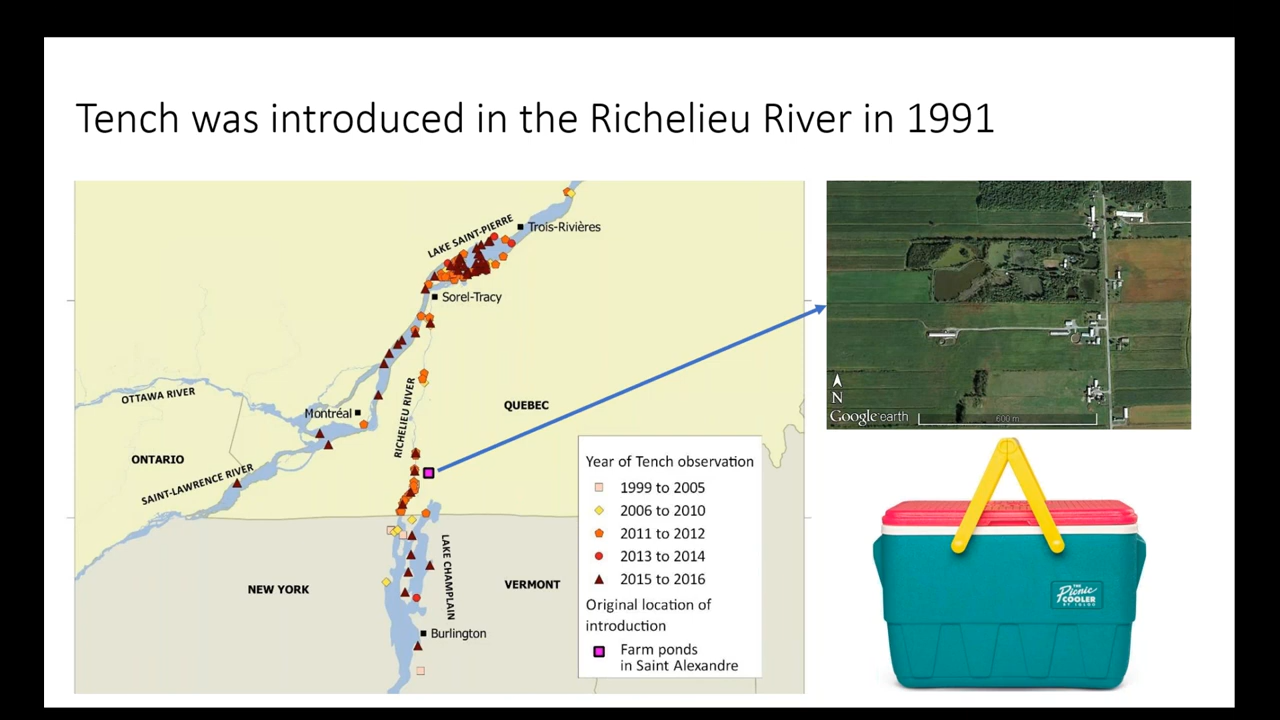 Tench was introduced in the Richelieu River in 1991
LAKE SAINT-PIERRE
Trois-Rivières
Sorel-Tracy
OTTAWA RIVER
Montréal
RICHELIEU RIVER
QUEBEC
ONTARIO
SAINT-LAWRENCE RIVER
NEW YORK
LAKE CHAMPLAIN
VERMONT
Burlington
Year of Tench observation
1999 to 2005
2006 to 2010
2011 to 2012
2013 to 2014
2015 to 2016
Original location of
introduction
Farm ponds
in Saint Alexandre
N
Google earth
600 m
THE
Picnic
COOLER
BY IGLOO